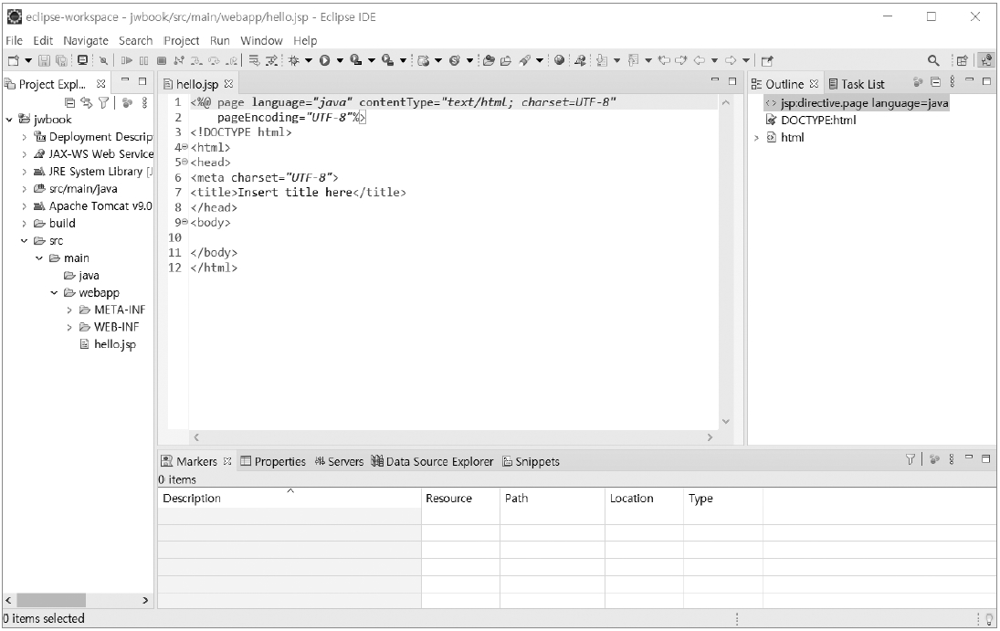 eclipse-workspace - jwbook/src/main/webapp/hello.jsp - Eclipse IDE
File Edit Navigate Search Project Run Window Help
Project Expl...
jwbook
Deployment Descrip
JAX-WS Web Service
JRE System Library [J
src/main/java
Apache Tomcat v9.0
build
src
main
java
webapp
META-INF
WEB-INF
hello.jsp
hello.jsp
1 <%@ page language="java" contentType="text/html; charset=UTF-8"
2     pageEncoding="UTF-8"%>
3 <!DOCTYPE html>
4 <html>
5 <head>
6 <meta charset="UTF-8">
7 <title>Insert title here</title>
8 </head>
9 <body>
10
11 </body>
12 </html>
Outline Task List
jsp:directive.page language=java
DOCTYPE:html
html
Markers Properties Servers Data Source Explorer Snippets
0 items
Description Resource Path Location Type
0 items selected